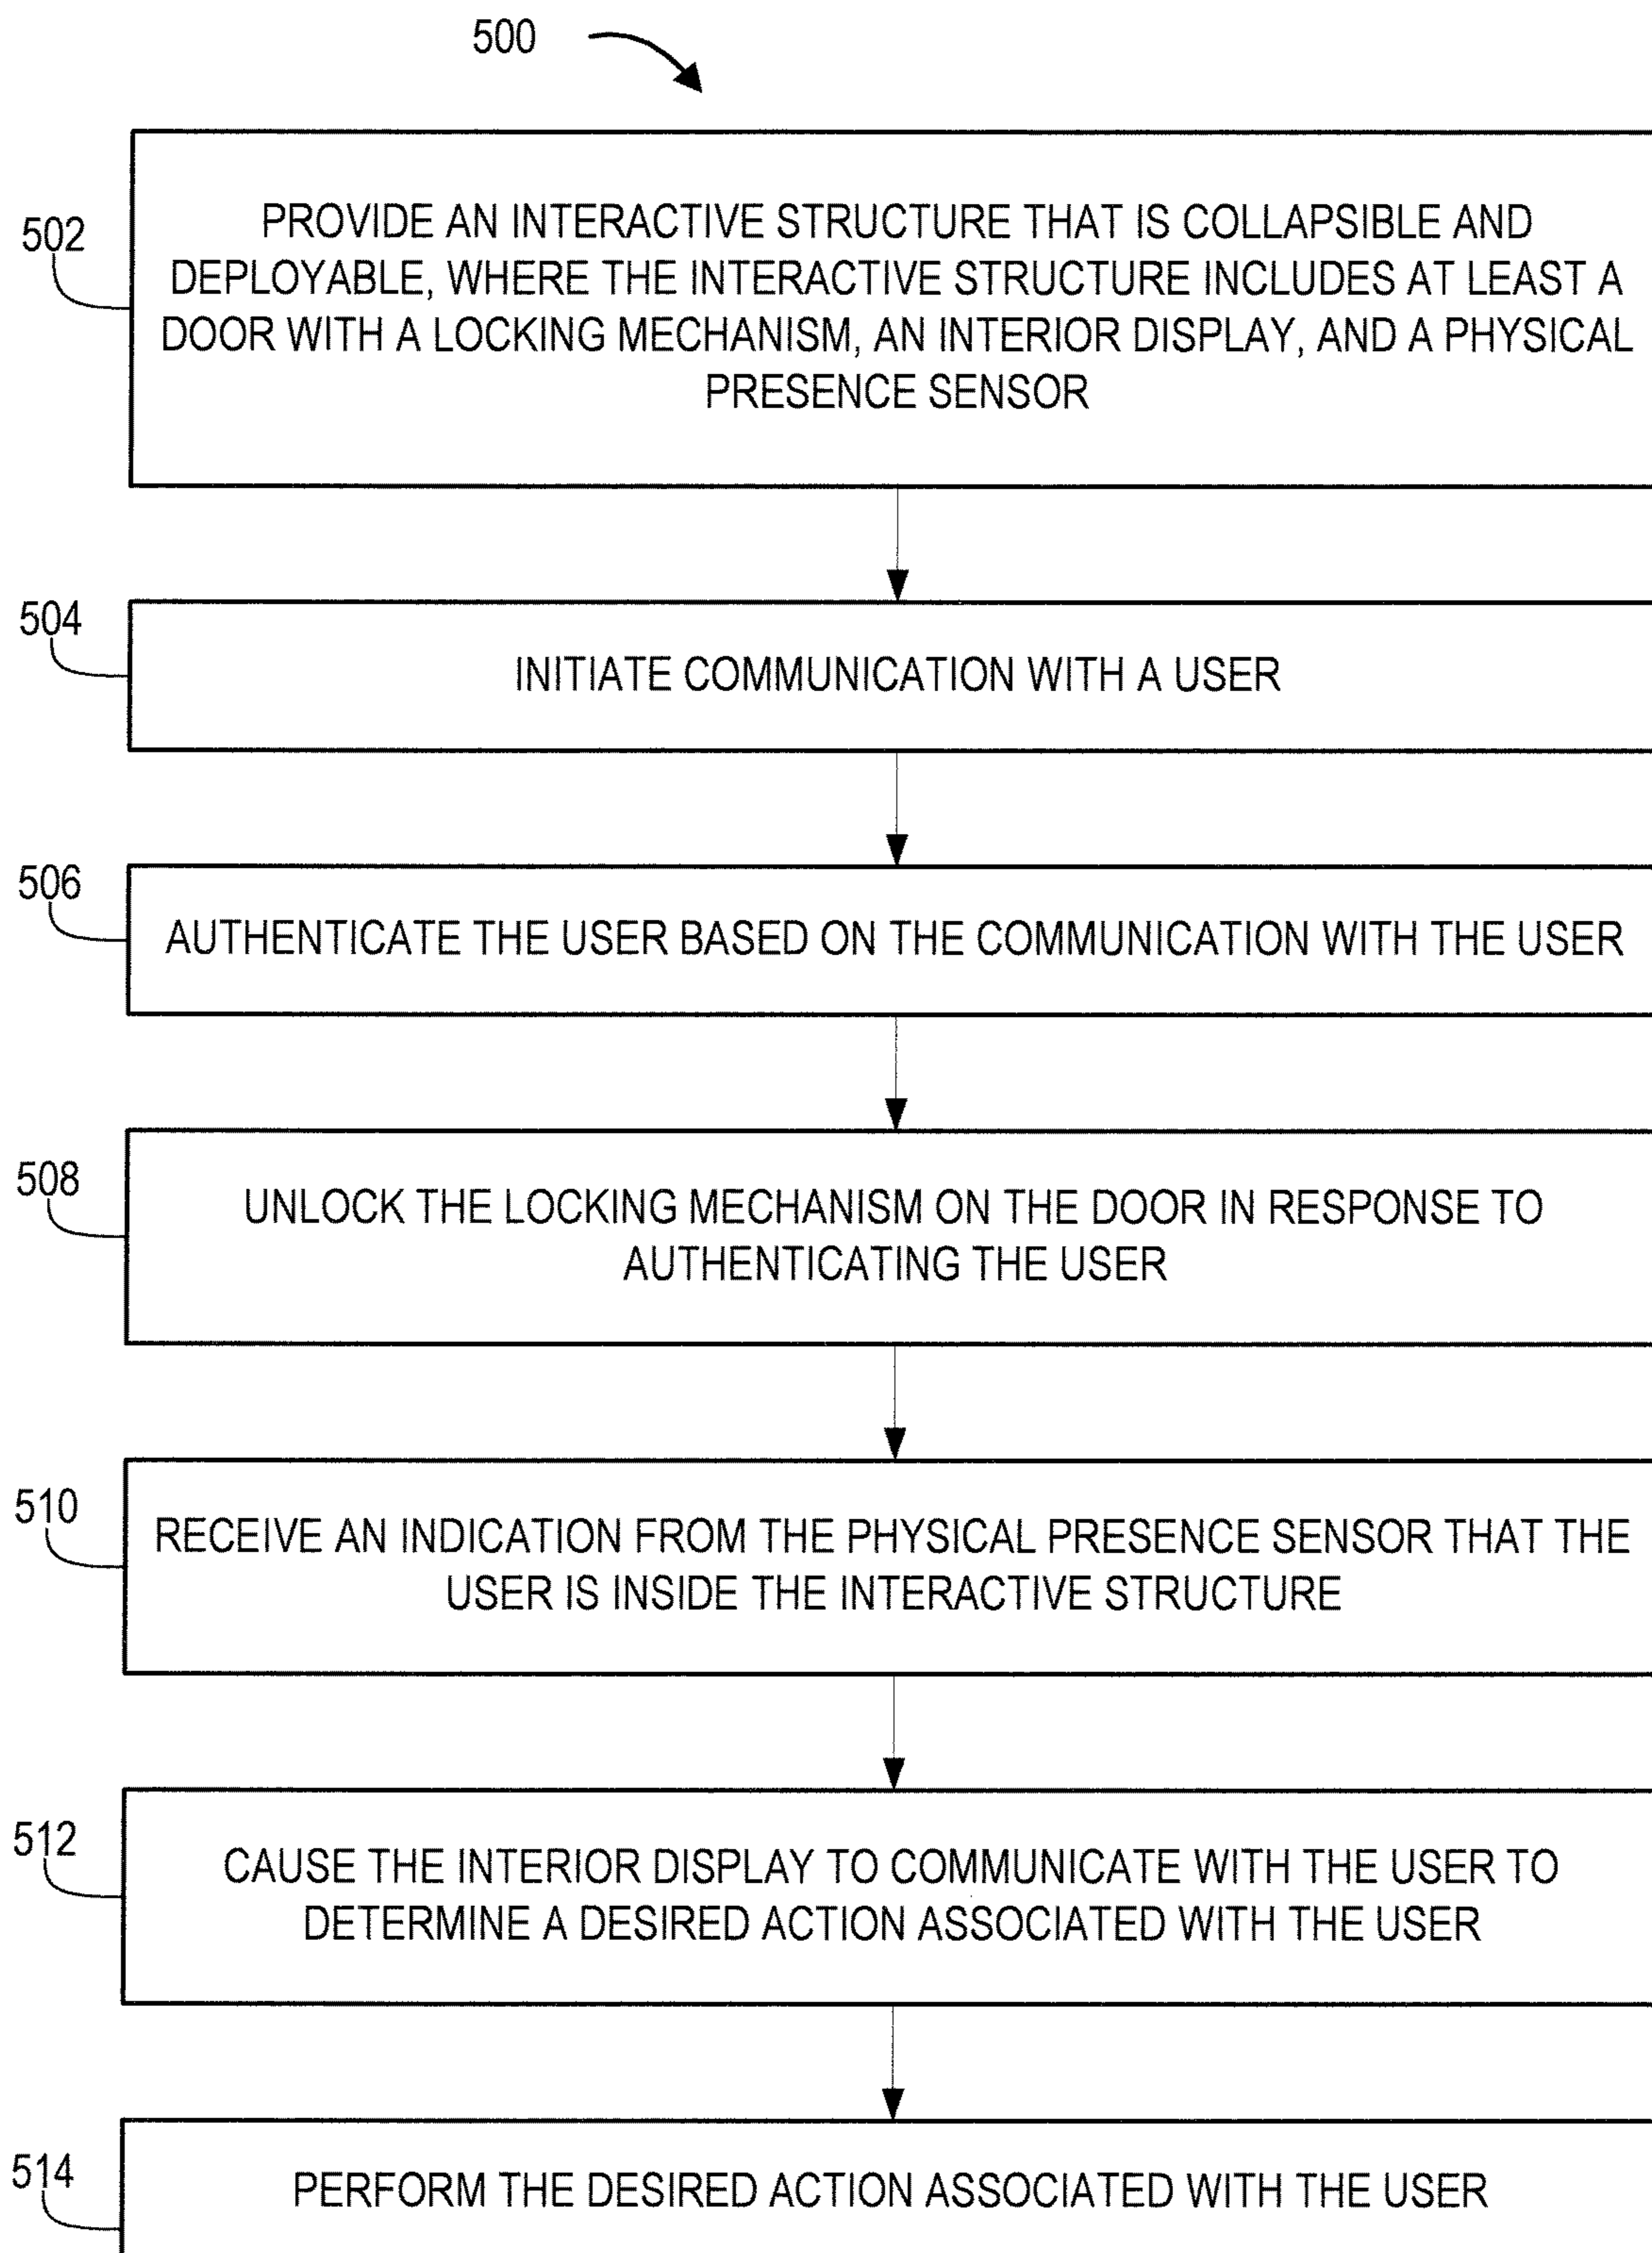 500
502
PROVIDE AN INTERACTIVE STRUCTURE THAT IS COLLAPSIBLE AND
DEPLOYABLE, WHERE THE INTERACTIVE STRUCTURE INCLUDES AT LEAST A
DOOR WITH A LOCKING MECHANISM, AN INTERIOR DISPLAY, AND A PHYSICAL
PRESENCE SENSOR
504
INITIATE COMMUNICATION WITH A USER
506
AUTHENTICATE THE USER BASED ON THE COMMUNICATION WITH THE USER
508
UNLOCK THE LOCKING MECHANISM ON THE DOOR IN RESPONSE TO
AUTHENTICATING THE USER
510
RECEIVE AN INDICATION FROM THE PHYSICAL PRESENCE SENSOR THAT THE
USER IS INSIDE THE INTERACTIVE STRUCTURE
512
CAUSE THE INTERIOR DISPLAY TO COMMUNICATE WITH THE USER TO
DETERMINE A DESIRED ACTION ASSOCIATED WITH THE USER
514
PERFORM THE DESIRED ACTION ASSOCIATED WITH THE USER